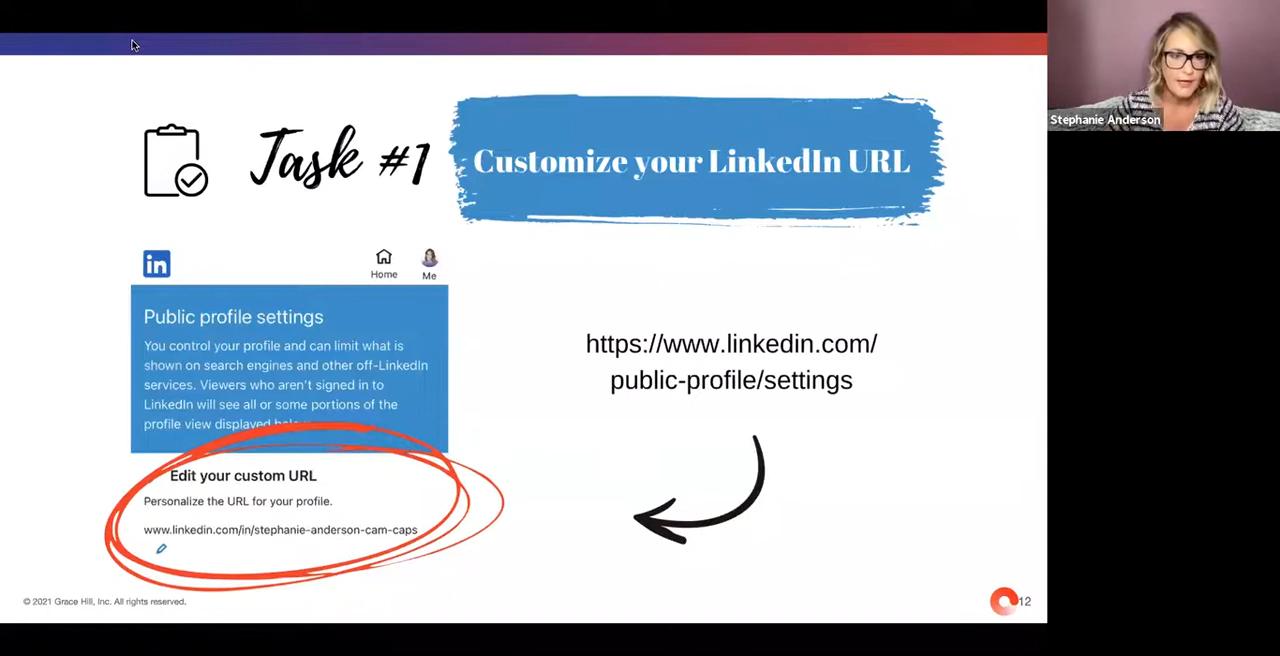 Stephanie Anderson
Task #1
Customize your LinkedIn URL
in
Home
Me
Public profile settings
You control your profile and can limit what is
shown on search engines and other off-LinkedIn
services. Viewers who aren't signed in to
LinkedIn will see all or some portions of the
profile view displayed
Edit your custom URL
Personalize the URL for your profile.
www.linkedin.com/in/stephanie-anderson-cam-caps
https://www.linkedin.com/
public-profile/settings
© 2021 Grace Hill, Inc. All rights reserved.
12